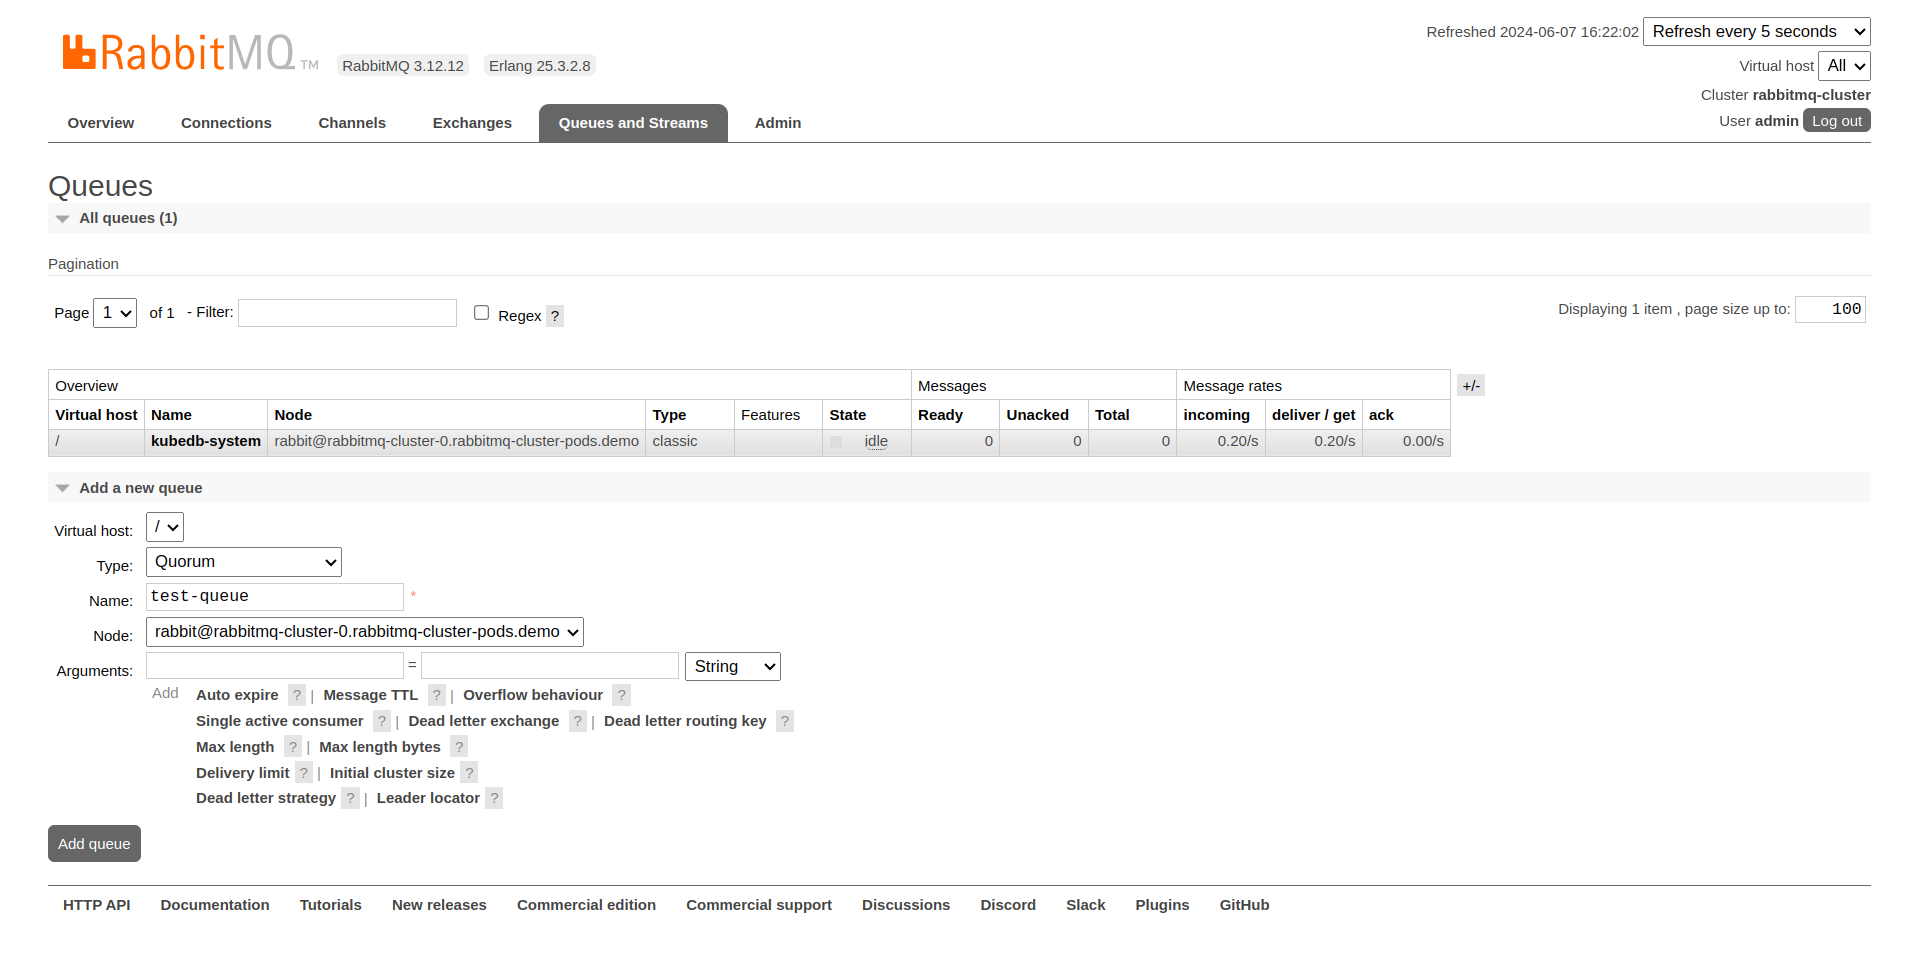 RabbitMQ TM RabbitMQ 3.12.12 Erlang 25.3.2.8
Refreshed 2024-06-07 16:22:02 Refresh every 5 seconds
Virtual host All
Cluster rabbitmq-cluster
User admin Log out
Overview Connections Channels Exchanges Queues and Streams Admin
Queues
All queues (1)
Pagination
Page 1 of 1 - Filter: Regex ? Displaying 1 item , page size up to: 100
Overview Messages Message rates +/-
Virtual host Name Node Type Features State Ready Unacked Total incoming deliver / get ack
/ kubedb-system rabbit@rabbitmq-cluster-0.rabbitmq-cluster-pods.demo classic idle 0 0 0 0.20/s 0.20/s 0.00/s
Add a new queue
Virtual host: /
Type: Quorum
Name: test-queue *
Node: rabbit@rabbitmq-cluster-0.rabbitmq-cluster-pods.demo
Arguments: = String
Add Auto expire ? | Message TTL ? | Overflow behaviour ?
Single active consumer ? | Dead letter exchange ? | Dead letter routing key ?
Max length ? | Max length bytes ?
Delivery limit ? | Initial cluster size ?
Dead letter strategy ? | Leader locator ?
Add queue
HTTP API Documentation Tutorials New releases Commercial edition Commercial support Discussions Discord Slack Plugins GitHub